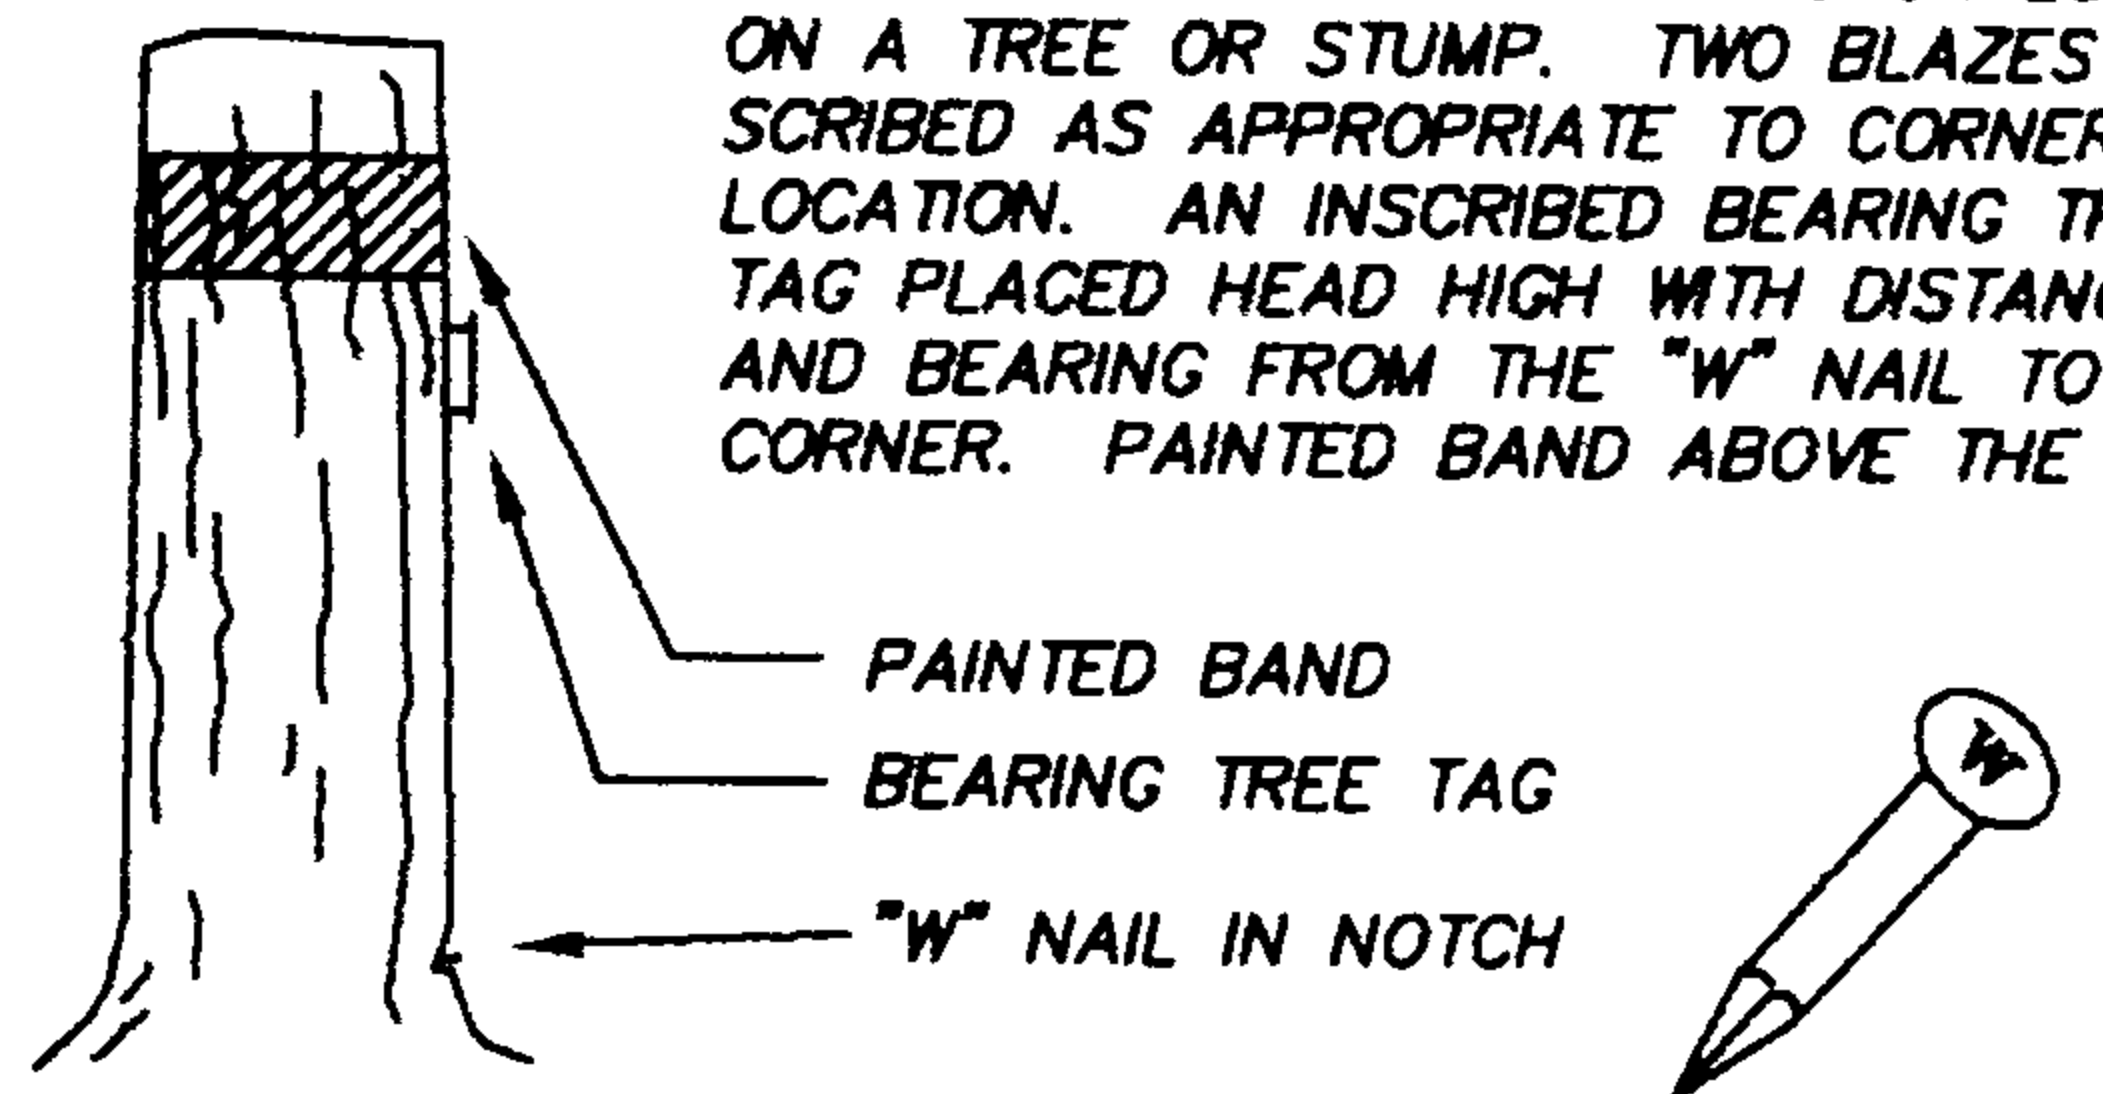 ON A TREE OR STUMP. TWO BLAZES
SCRIBED AS APPROPRIATE TO CORNER
LOCATION. AN INSCRIBED BEARING
TAG PLACED HEAD HIGH WITH
AND BEARING FROM THE "W" NAIL TO
CORNER. PAINTED BAND ABOVE THE
PAINTED BAND
BEARING TREE TAG
"W" NAIL IN NOTCH
W